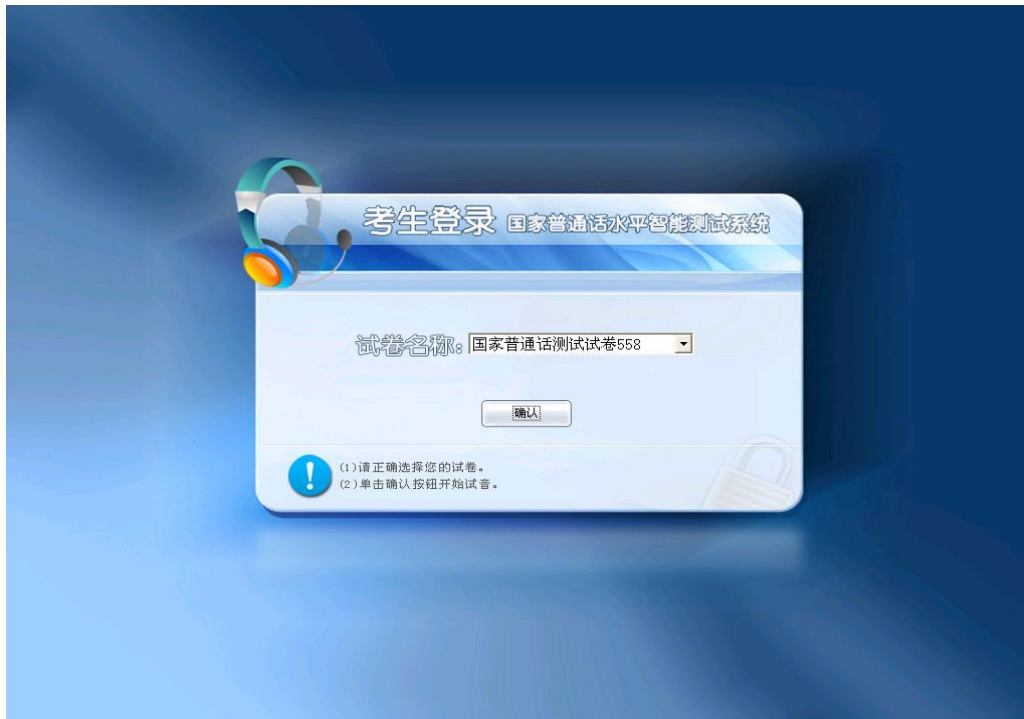 考生登录 国家普通话水平智能测试系统
试卷名称: 国家普通话测试试卷558
确认
(1)请正确选择您的试卷。
(2)单击确认按钮开始试音。